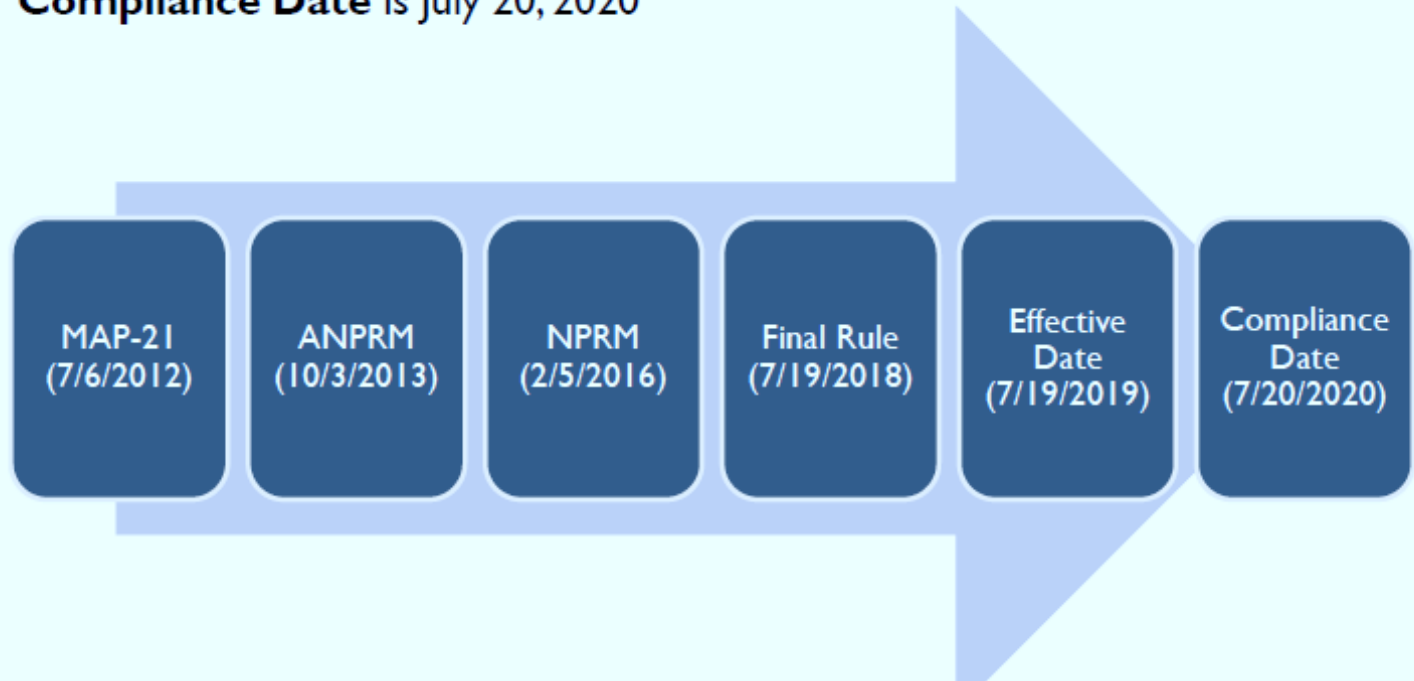 Compliance Date is July 20, 2020
MAP-21
(7/6/2012)
ANPRM
(10/3/2013)
NPRM
(2/5/2016)
Final Rule
(7/19/2018)
Effective
Date
(7/19/2019)
Compliance
Date
(7/20/2020)